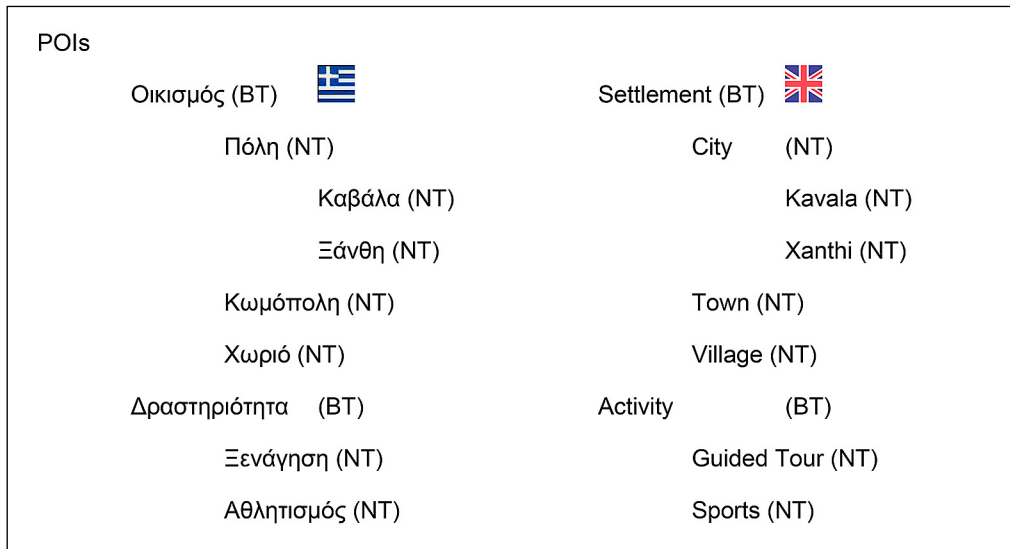 POIs
Οικισμός (BT) Settlement (BT)
Πόλη (NT) City (NT)
Καβάλα (NT) Kavala (NT)
Ξάνθη (NT) Xanthi (NT)
Κωμόπολη (NT) Town (NT)
Χωριό (NT) Village (NT)
Δραστηριότητα (BT) Activity (BT)
Ξενάγηση (NT) Guided Tour (NT)
Αθλητισμός (NT) Sports (NT)